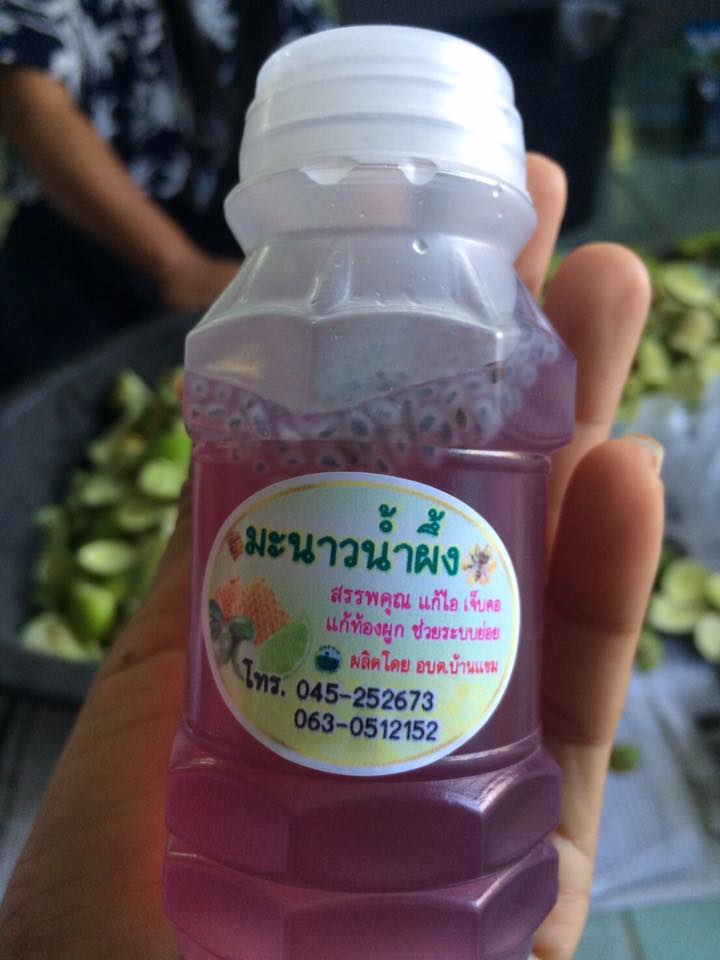 มะนาวน้ำผึ้ง
สรรพคุณ แก้ไอ เจ็บคอ
แก้ท้องผูก ช่วยระบบย่อย
ผลิตโดย อบต.บ้านแขม
โทร. 045-252673
063-0512152